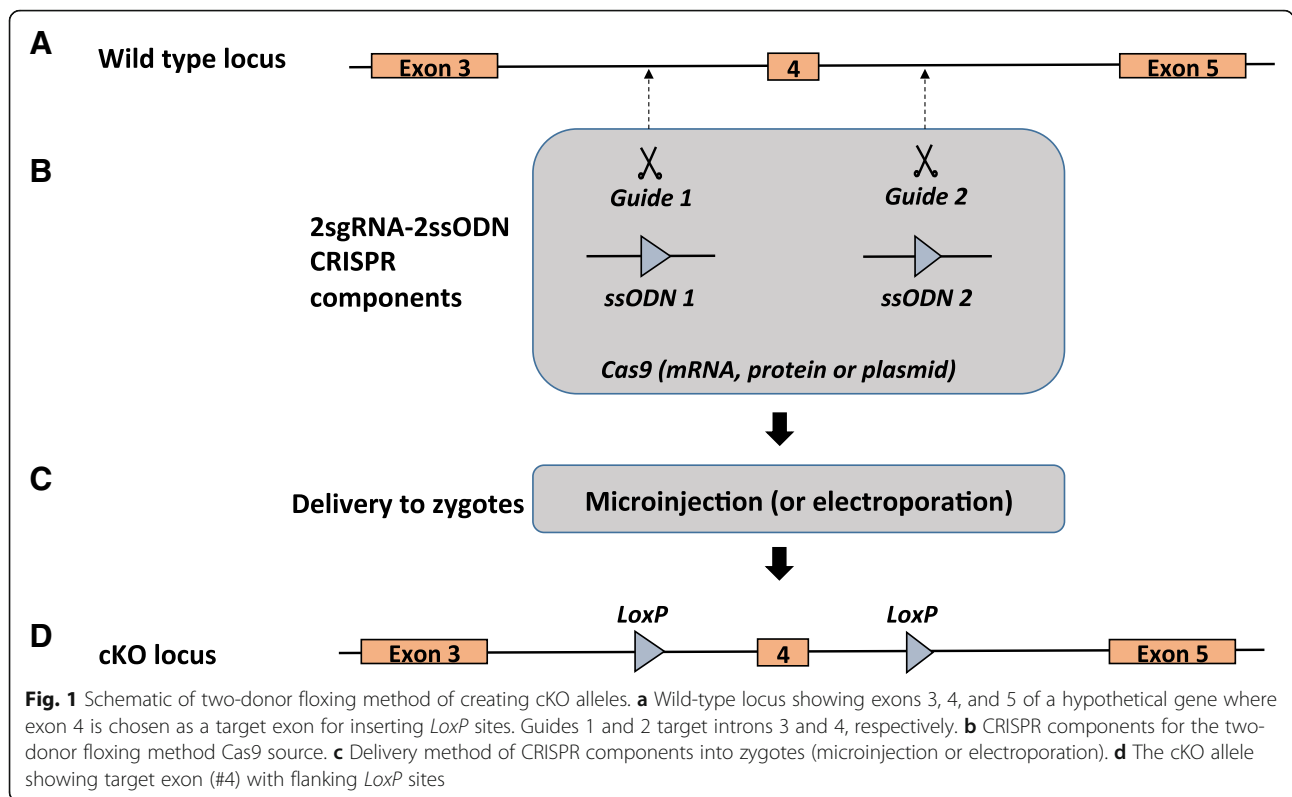 A
Wild type locus
Exon 3
4
Exon 5
B
2sgRNA-2ssODN
CRISPR
components
Guide 1
Guide 2
ssODN 1
ssODN 2
Cas9 (mRNA, protein or plasmid)
C
Delivery to zygotes
Microinjection (or electroporation)
D
cKO locus
LoxP
LoxP
Exon 3
4
Exon 5
Fig. 1 Schematic of two-donor floxing method of creating cKO alleles. a Wild-type locus showing exons 3, 4, and 5 of a hypothetical gene where
exon 4 is chosen as a target exon for inserting LoxP sites. Guides 1 and 2 target introns 3 and 4, respectively. b CRISPR components for the two-
donor floxing method Cas9 source. c Delivery method of CRISPR components into zygotes (microinjection or electroporation). d The cKO allele
showing target exon (#4) with flanking LoxP sites